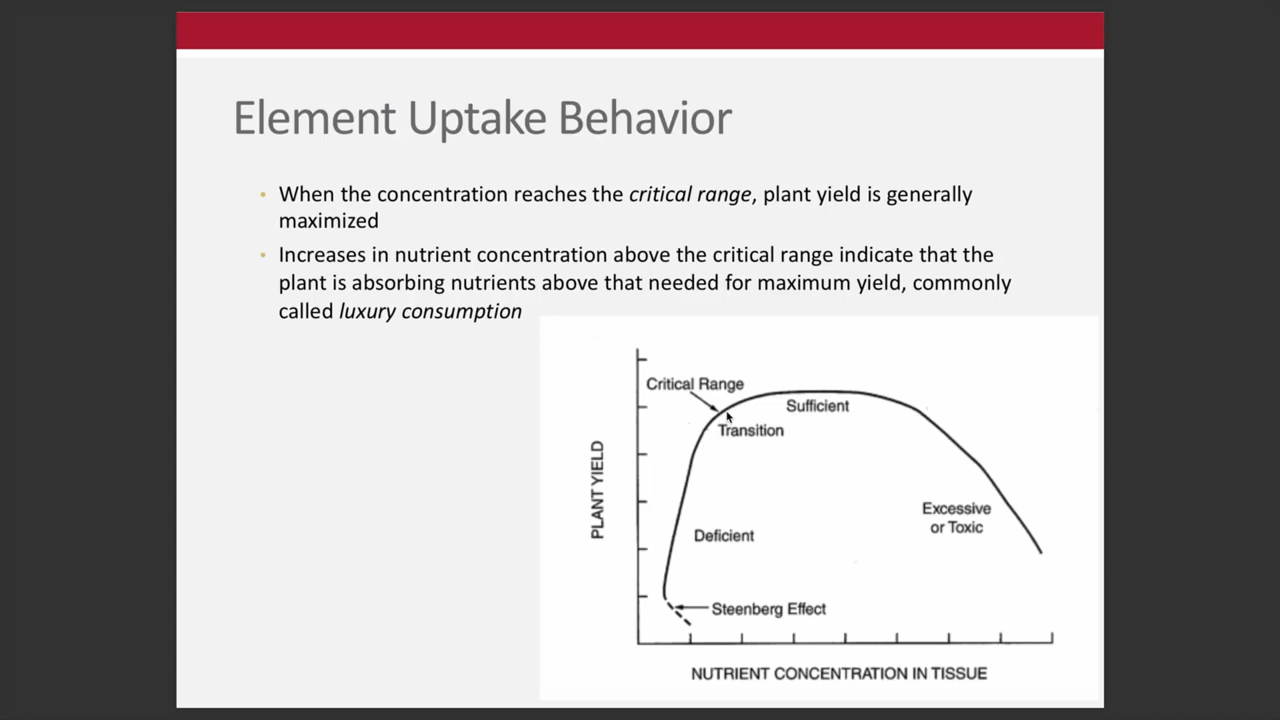 Element Uptake Behavior
• When the concentration reaches the critical range, plant yield is generally
maximized
• Increases in nutrient concentration above the critical range indicate that the
plant is absorbing nutrients above that needed for maximum yield, commonly
called luxury consumption
Critical Range
Sufficient
Transition
PLANT YIELD
Excessive
or Toxic
Deficient
Steenberg Effect
NUTRIENT CONCENTRATION IN TISSUE